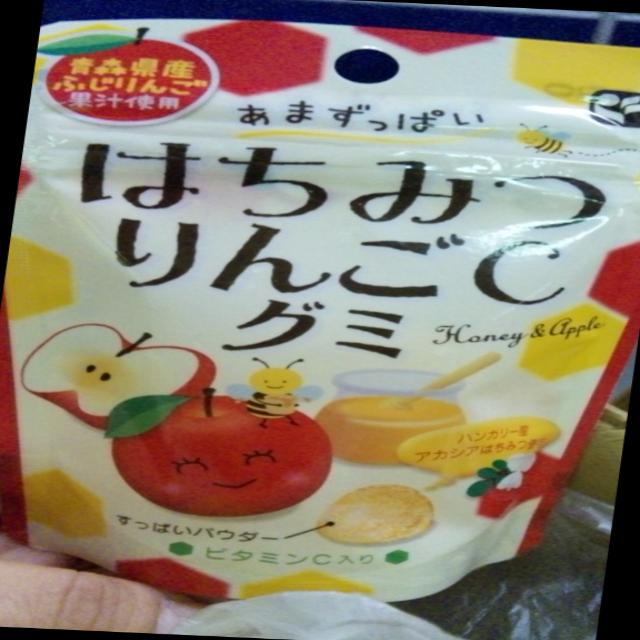 青森県産
ふじりんご
果汁使用
あまずっぱい
はちみつ
りんごC
グミ
Honey & Apple
ハンガリー産
アカシアはちみつ使用
すっぱいパウダー
ビタミンC入り